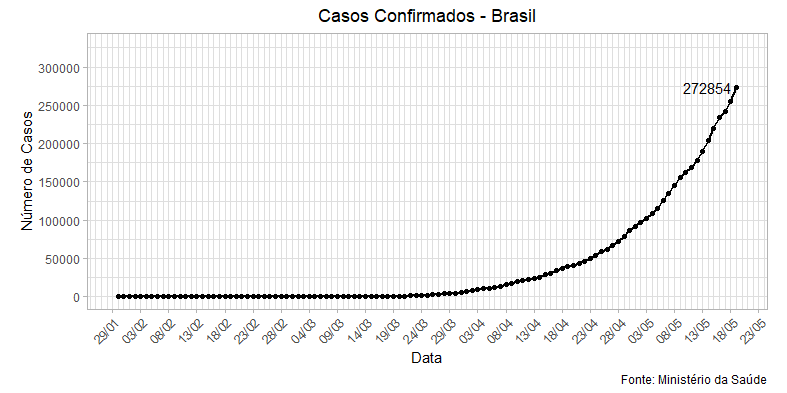 Casos Confirmados - Brasil
Número de Casos
300000
250000
200000
150000
100000
50000
0
272854
29/01 03/02 08/02 13/02 18/02 23/02 28/02 04/03 09/03 14/03 19/03 24/03 29/03 03/04 08/04 13/04 18/04 23/04 28/04 03/05 08/05 13/05 18/05 23/05
Data
Fonte: Ministério da Saúde